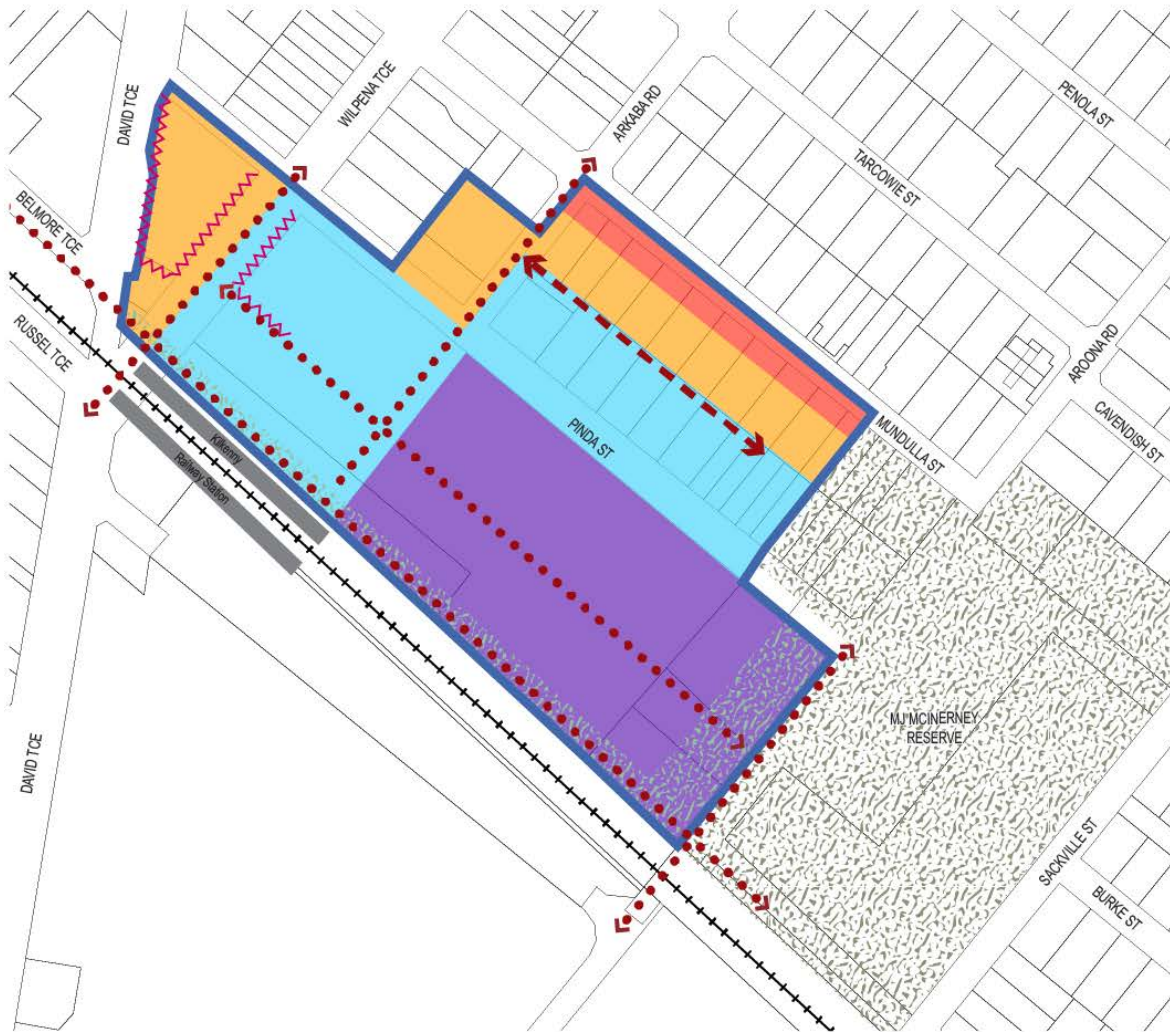 PENOLA ST
DAVID TCE
WILPENA TCE
ARKABA RD
TARCOWIE ST
BELMORE TCE
RUSSEL TCE
AROONA RD
CAVENDISH ST
MUNDULLA ST
PINDA ST
Kilkenny
Railway Station
MJ MCINERNEY
RESERVE
DAVID TCE
SACKVILLE ST
BURKE ST